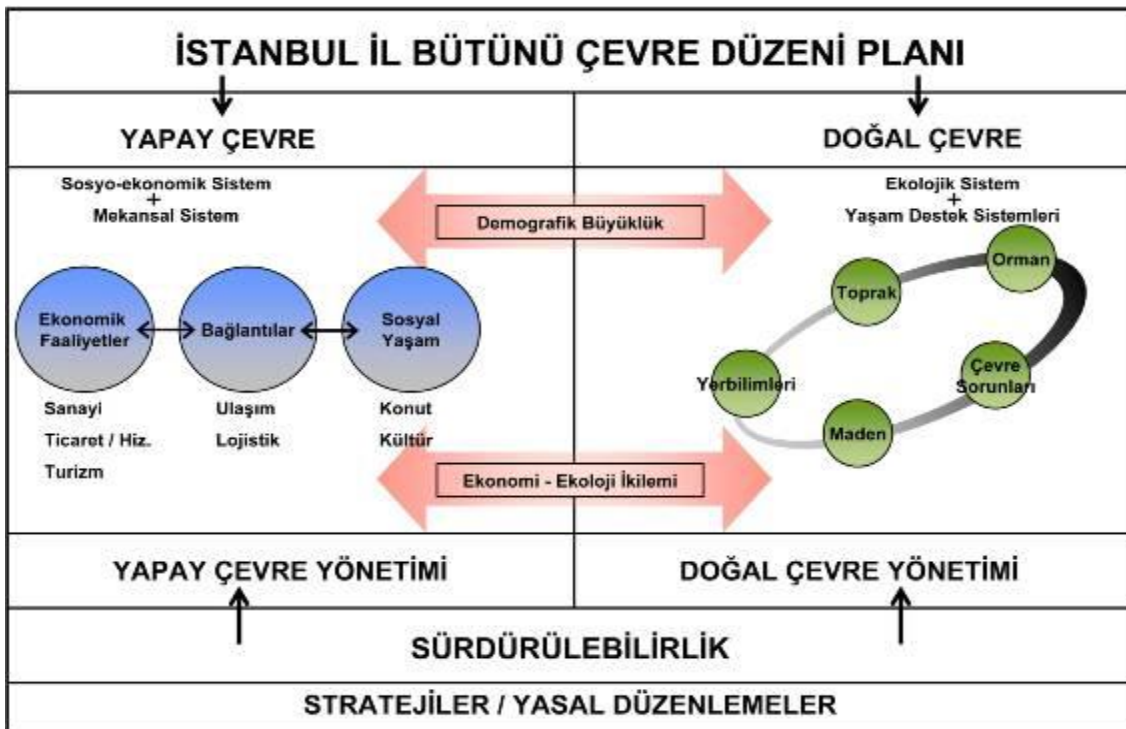 İSTANBUL İL BÜTÜNÜ ÇEVRE DÜZENİ PLANI
YAPAY ÇEVRE
DOĞAL ÇEVRE
Sosyo-ekonomik Sistem
+
Mekansal Sistem
Ekolojik Sistem
+
Yaşam Destek Sistemleri
Demografik Büyüklük
Ekonomik
Faaliyetler
Bağlantılar
Sosyal
Yaşam
Sanayi
Ticaret / Hiz.
Turizm
Ulaşım
Lojistik
Konut
Kültür
Orman
Toprak
Yerbilimleri
Çevre
Sorunları
Maden
Ekonomi - Ekoloji İkilemi
YAPAY ÇEVRE YÖNETİMİ
DOĞAL ÇEVRE YÖNETİMİ
SÜRDÜRÜLEBİLİRLİK
STRATEJİLER / YASAL DÜZENLEMELER